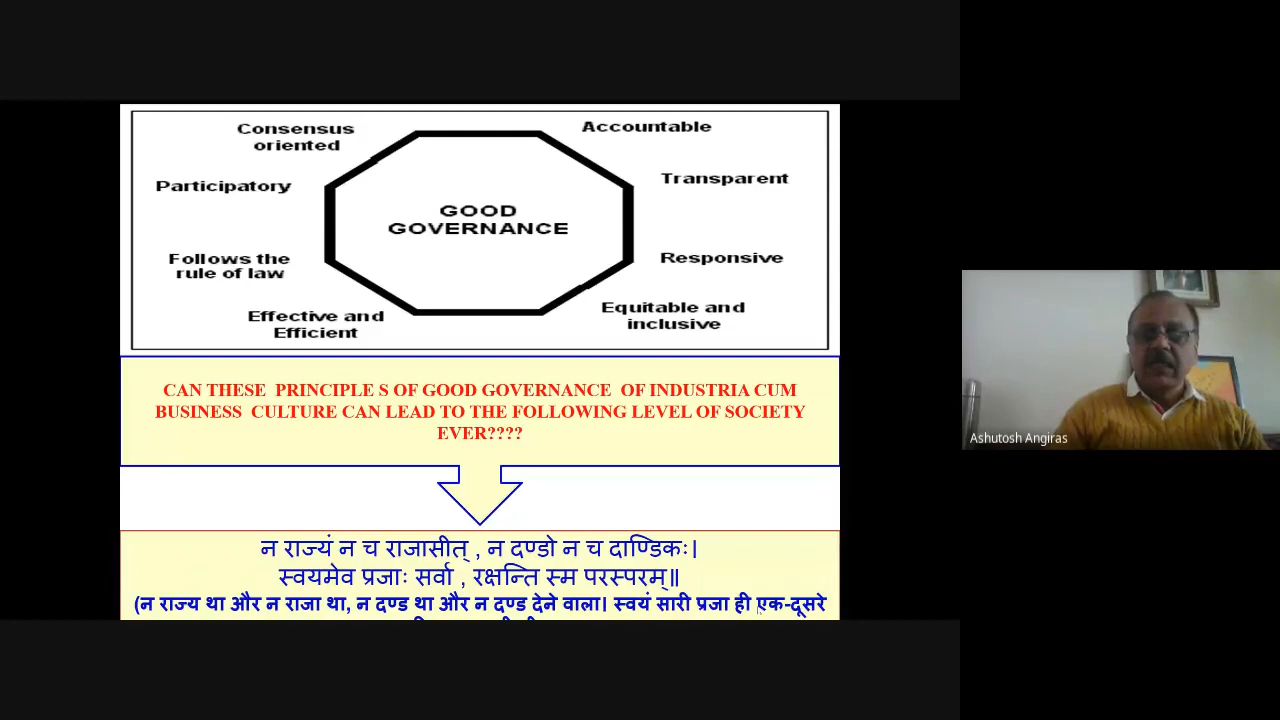 Consensus
oriented
Accountable
Participatory
Transparent
GOOD
GOVERNANCE
Follows the
rule of law
Responsive
Effective and
Efficient
Equitable and
inclusive
CAN THESE PRINCIPLE S OF GOOD GOVERNANCE OF INDUSTRIA CUM
BUSINESS CULTURE CAN LEAD TO THE FOLLOWING LEVEL OF SOCIETY
EVER????
न राज्यं न च राजासीत् , न दण्डो न च दाण्डिकः।
स्वयमेव प्रजाः सर्वा , रक्षन्ति स्म परस्परम्॥
(न राज्य था और न राजा था, न दण्ड था और न दण्ड देने वाला। स्वयं सारी प्रजा ही एक-दूसरे
Ashutosh Angiras